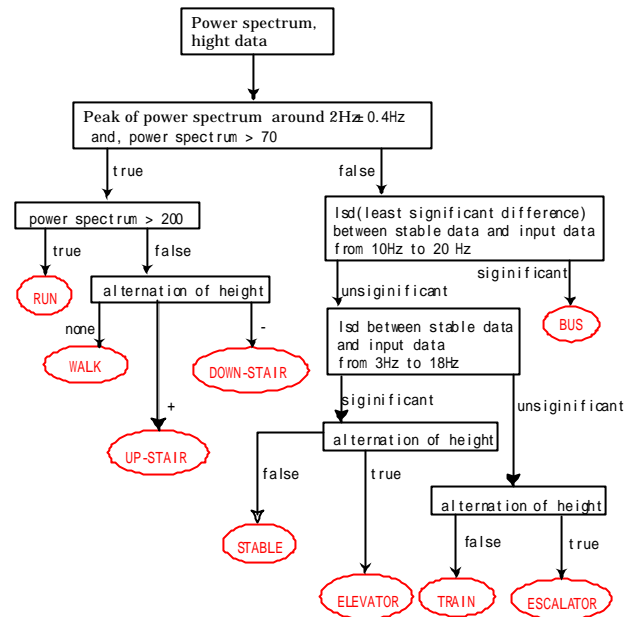 Power spectrum,
hight data
Peak of power spectrum around 2Hz± 0.4Hz
and, power spectrum > 70
true
false
power spectrum > 200
lsd(least significant difference)
between stable data and input data
from 10Hz to 20 Hz
true
false
unsiginificant
siginificant
RUN
alternation of height
lsd between stable data
and input data
from 3Hz to 18Hz
BUS
none
-
WALK
DOWN-STAIR
+
siginificant
unsiginificant
UP-STAIR
alternation of height
false
true
alternation of height
STABLE
false
true
ELEVATOR
TRAIN
ESCALATOR